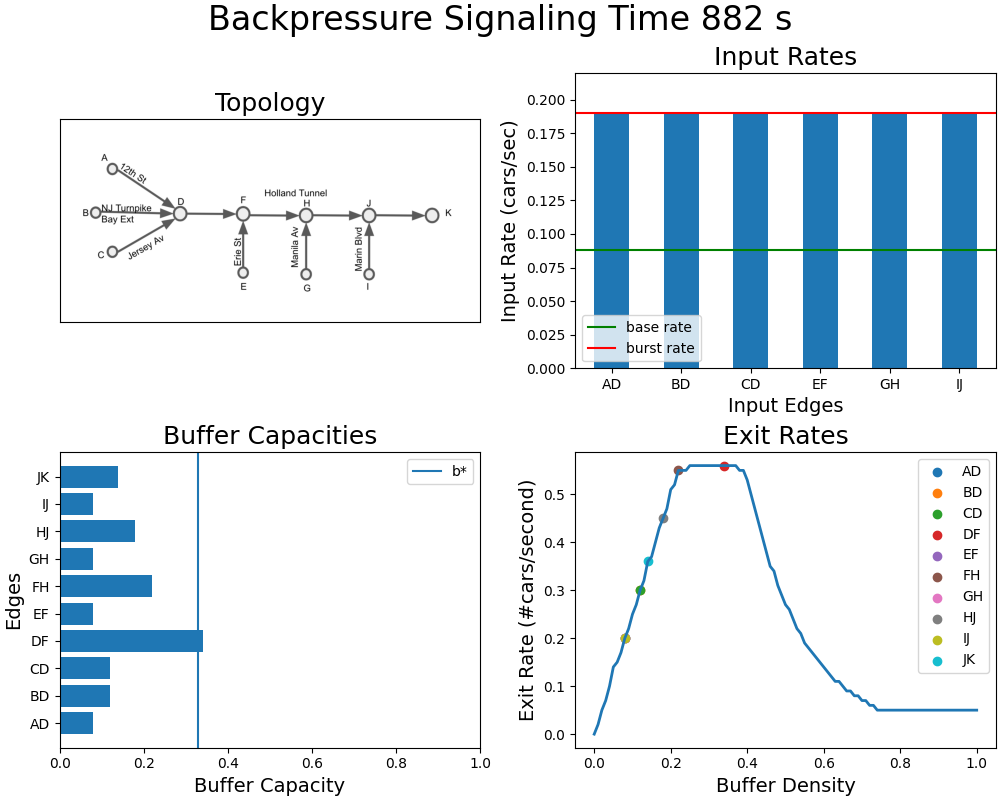 Backpressure Signaling Time 882 s
Topology
A
12th St
B
NJ Turnpike
Bay Ext
C
Jersey Av
D
F
Holland Tunnel
H
J
K
Erie St
Manila Av
Marin Blvd
E
G
I
Input Rates
Input Rate (cars/sec)
0.200
0.175
0.150
0.125
0.100
0.075
0.050
0.025
0.000
base rate
burst rate
AD BD CD EF GH IJ
Input Edges
Buffer Capacities
Edges
JK
IJ
HJ
GH
FH
EF
DF
CD
BD
AD
b*
0.0 0.2 0.4 0.6 0.8 1.0
Buffer Capacity
Exit Rates
Exit Rate (#cars/second)
0.5
0.4
0.3
0.2
0.1
0.0
AD
BD
CD
DF
EF
FH
GH
HJ
IJ
JK
0.0 0.2 0.4 0.6 0.8 1.0
Buffer Density